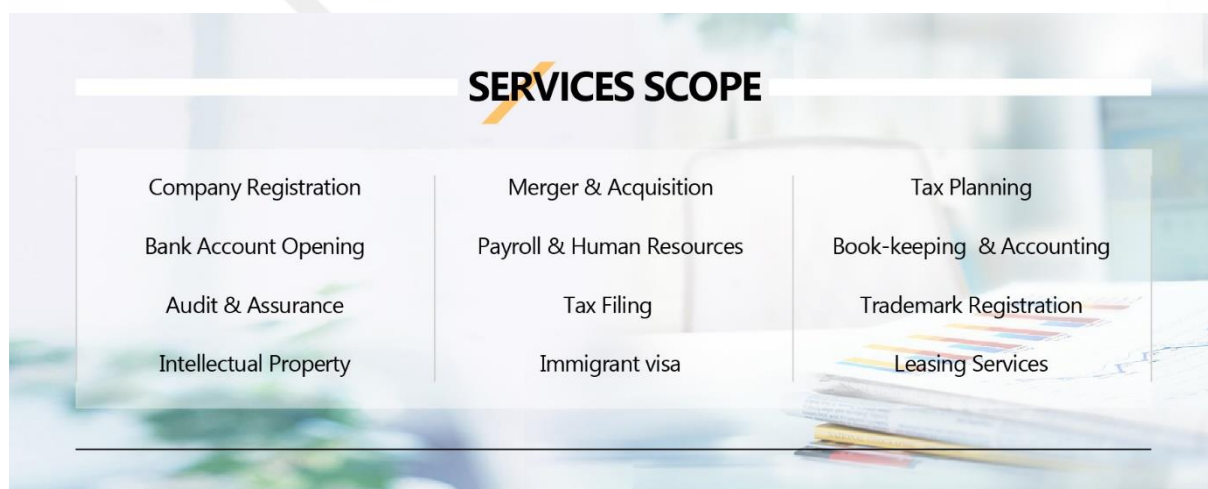 SERVICES SCOPE
Company Registration
Merger & Acquisition
Tax Planning
Bank Account Opening
Payroll & Human Resources
Book-keeping & Accounting
Audit & Assurance
Tax Filing
Trademark Registration
Intellectual Property
Immigrant visa
Leasing Services